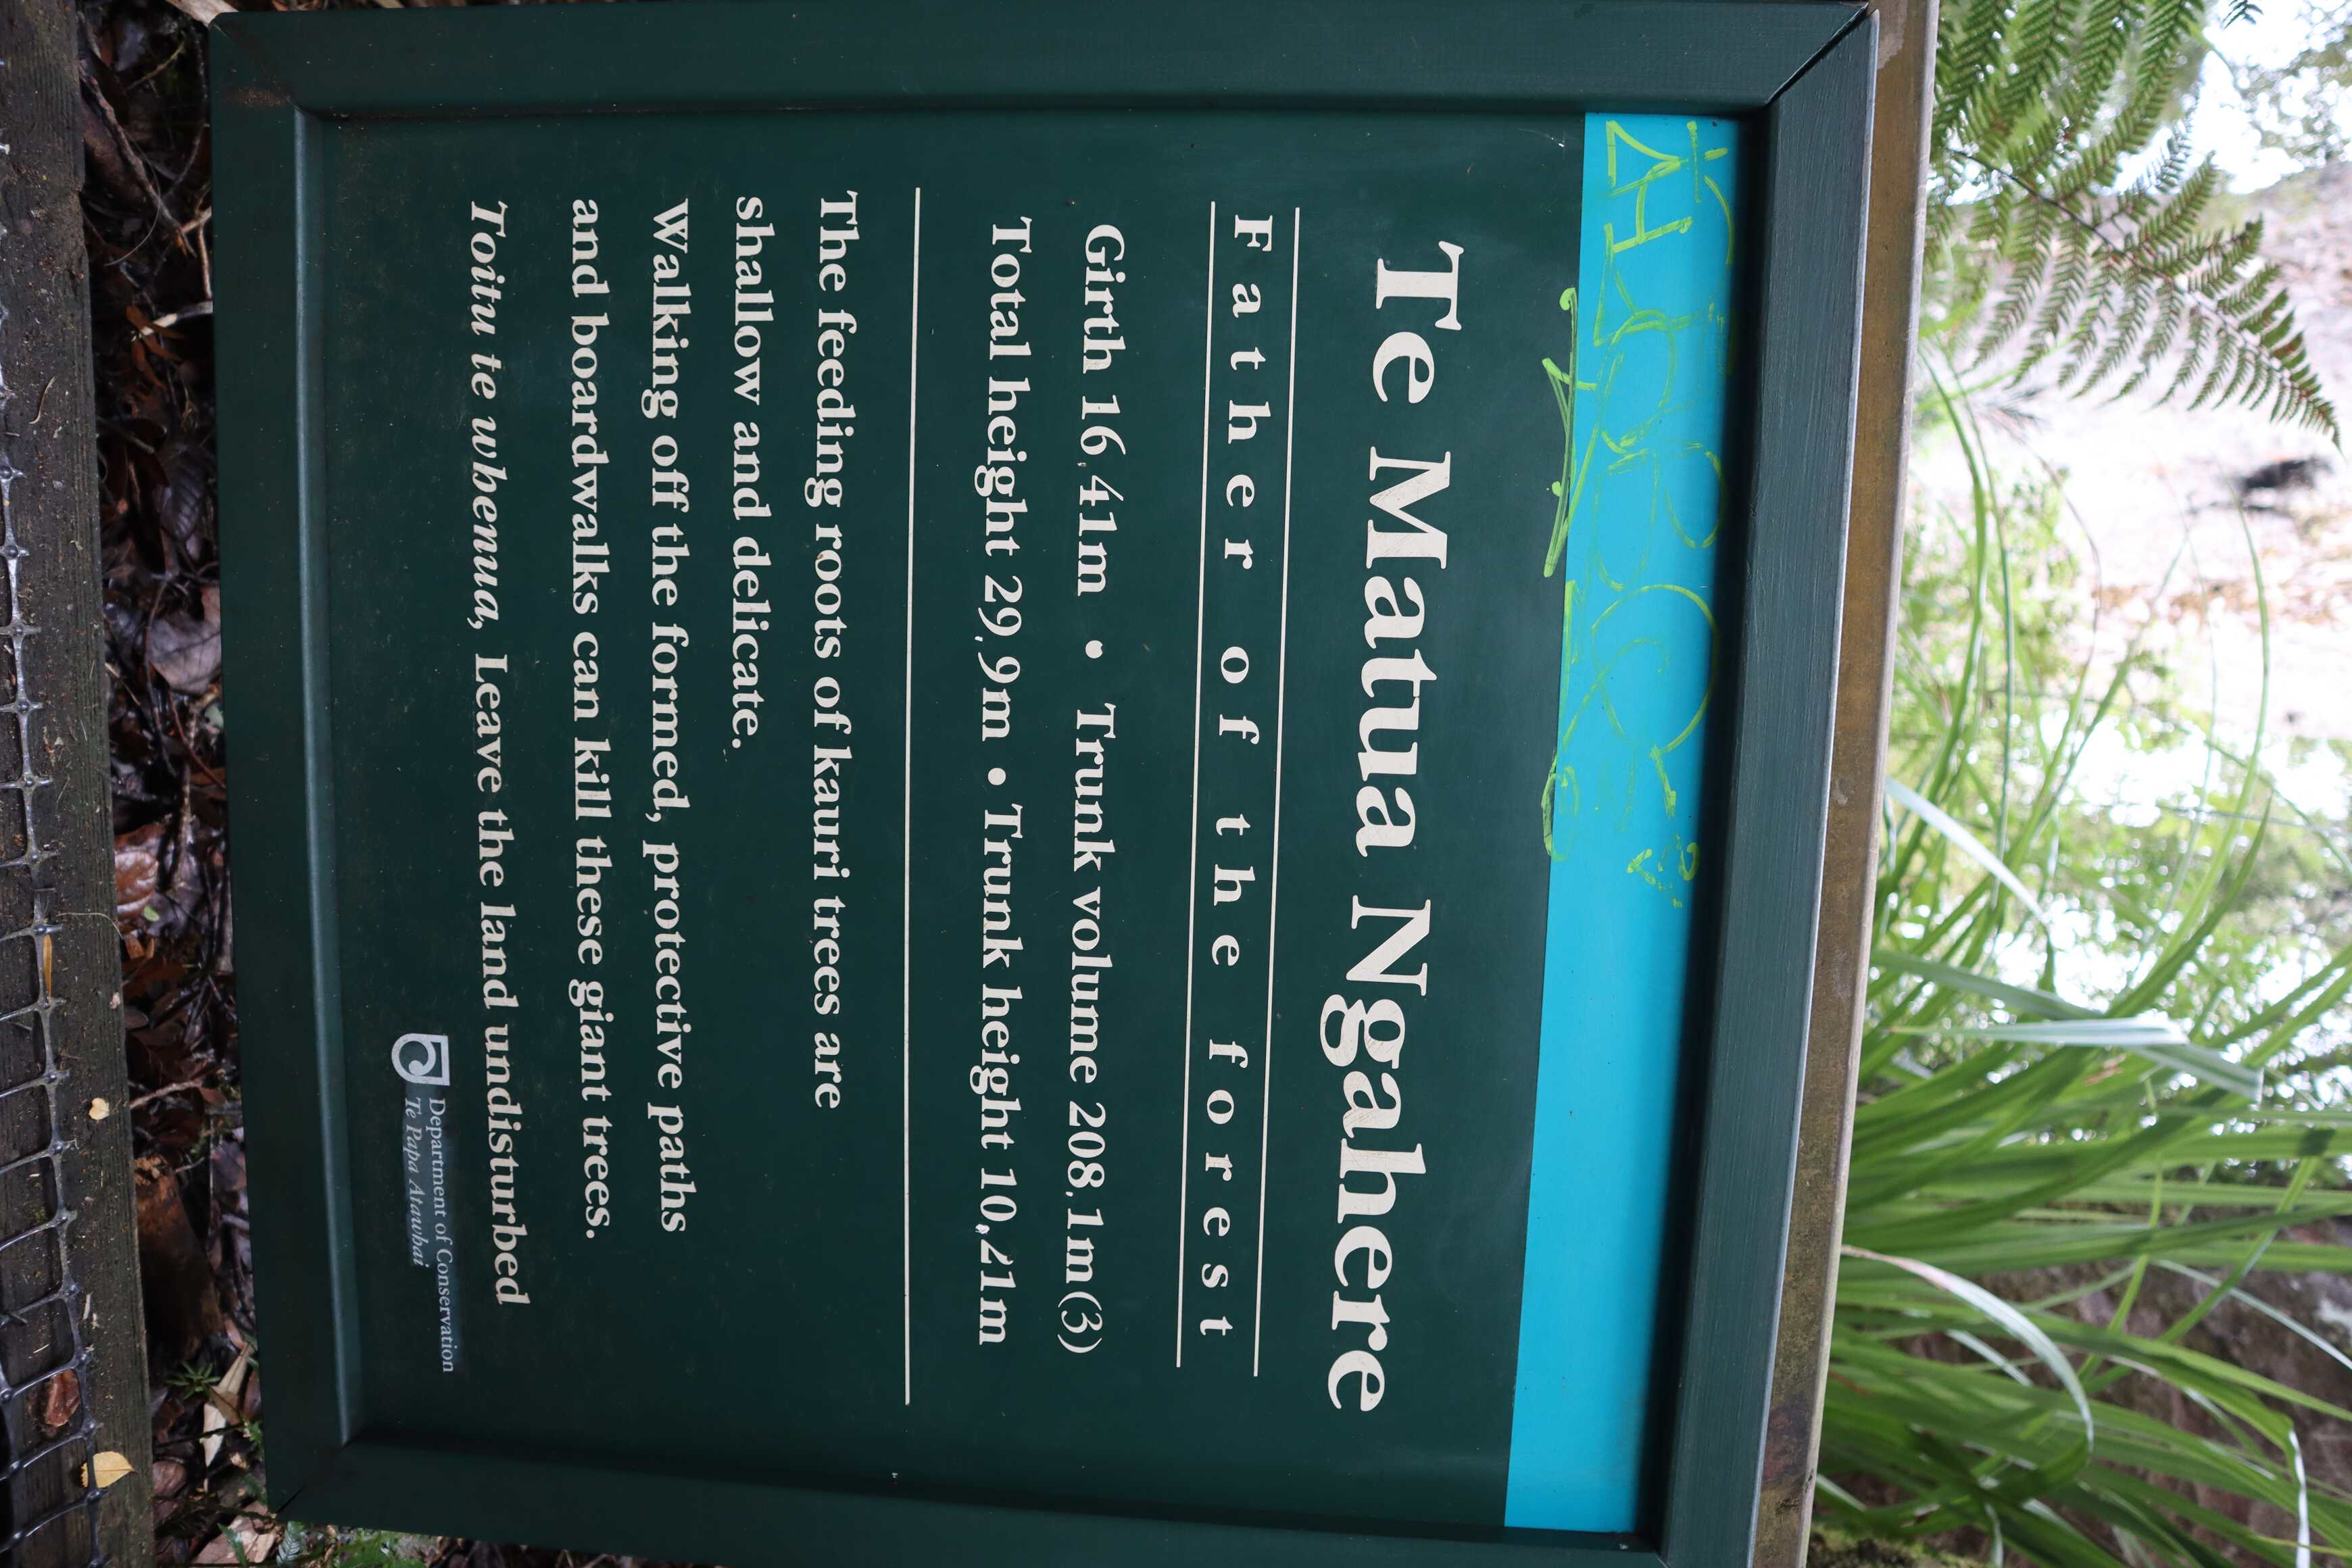 Te Matua Ngahere
Father of the forest
Girth 16.41m • Trunk volume 208.1m(3)
Total height 29.9m • Trunk height 10.21m
The feeding roots of kauri trees are
shallow and delicate.
Walking off the formed, protective paths
and boardwalks can kill these giant trees.
Toitu te whenua, Leave the land undisturbed
Department of Conservation
Te Papa Atawhai